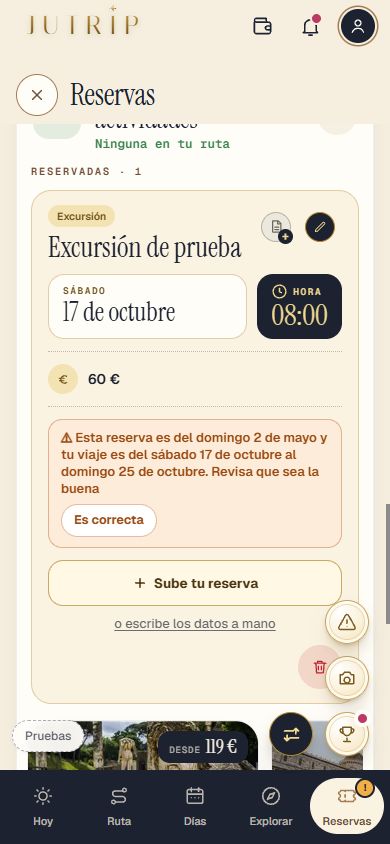 JUTRIP
Reservas
actividades
Ninguna en tu ruta
RESERVADAS · 1
Excursión
Excursión de prueba
SÁBADO
17 de octubre
HORA
08:00
€
60 €
⚠ Esta reserva es del domingo 2 de mayo y
tu viaje es del sábado 17 de octubre al
domingo 25 de octubre. Revisa que sea la
buena
Es correcta
+ Sube tu reserva
o escribe los datos a mano
Pruebas
DESDE 119 €
Hoy
Ruta
Días
Explorar
Reservas
!